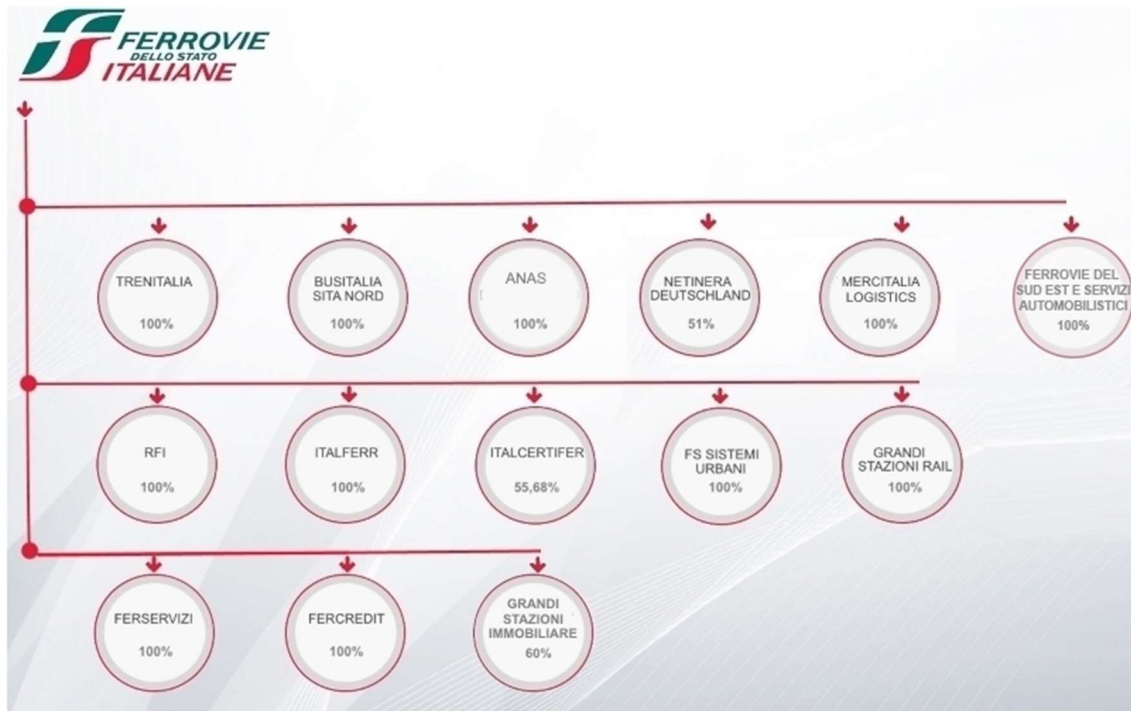 FERROVIE
DELLO STATO
ITALIANE
TRENITALIA
100%
BUSITALIA
SITA NORD
100%
ANAS
100%
NETINERA
DEUTSCHLAND
51%
MERCITALIA
LOGISTICS
100%
FERROVIE DEL
SUD EST E SERVIZI
AUTOMOBILISTICI
100%
RFI
100%
ITALFERR
100%
ITALCERTIFER
55,68%
FS SISTEMI
URBANI
100%
GRANDI
STAZIONI RAIL
100%
FERSERVIZI
100%
FERCREDIT
100%
GRANDI
STAZIONI
IMMOBILIARE
60%